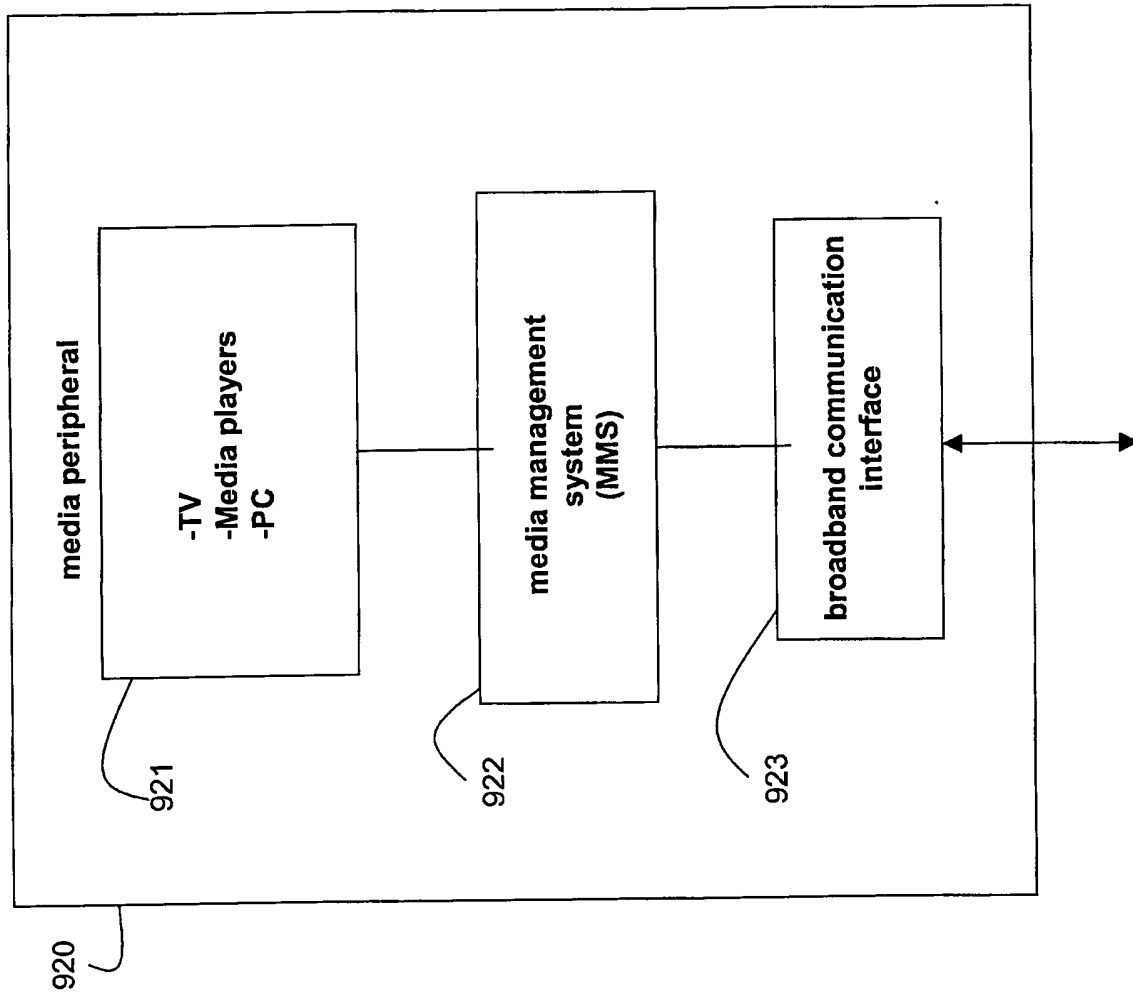 media peripheral
-TV
-Media players
-PC
921
media management
system
(MMS)
922
broadband communication
interface
923
920